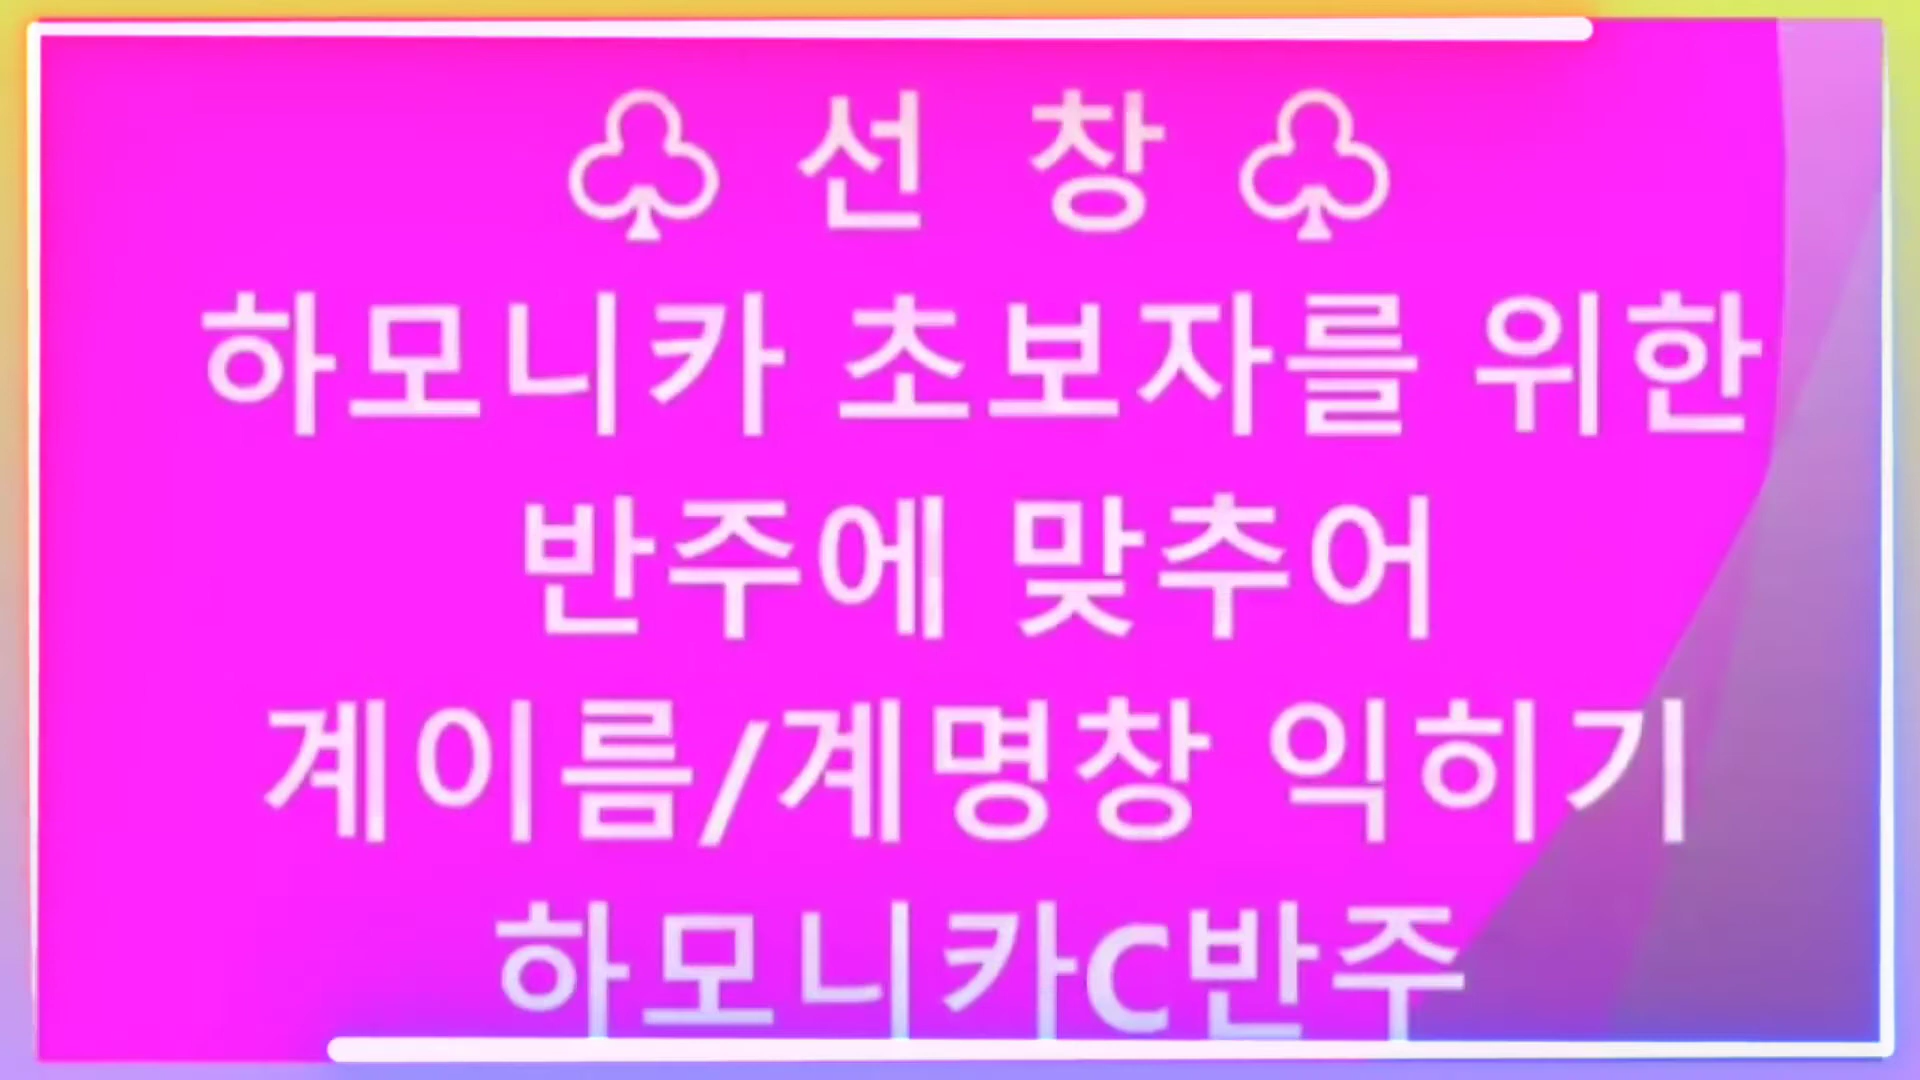 ♧ 선 창 ♧
하모니카 초보자를 위한
반주에 맞추어
계이름/계명창 익히기
하모니카C반주